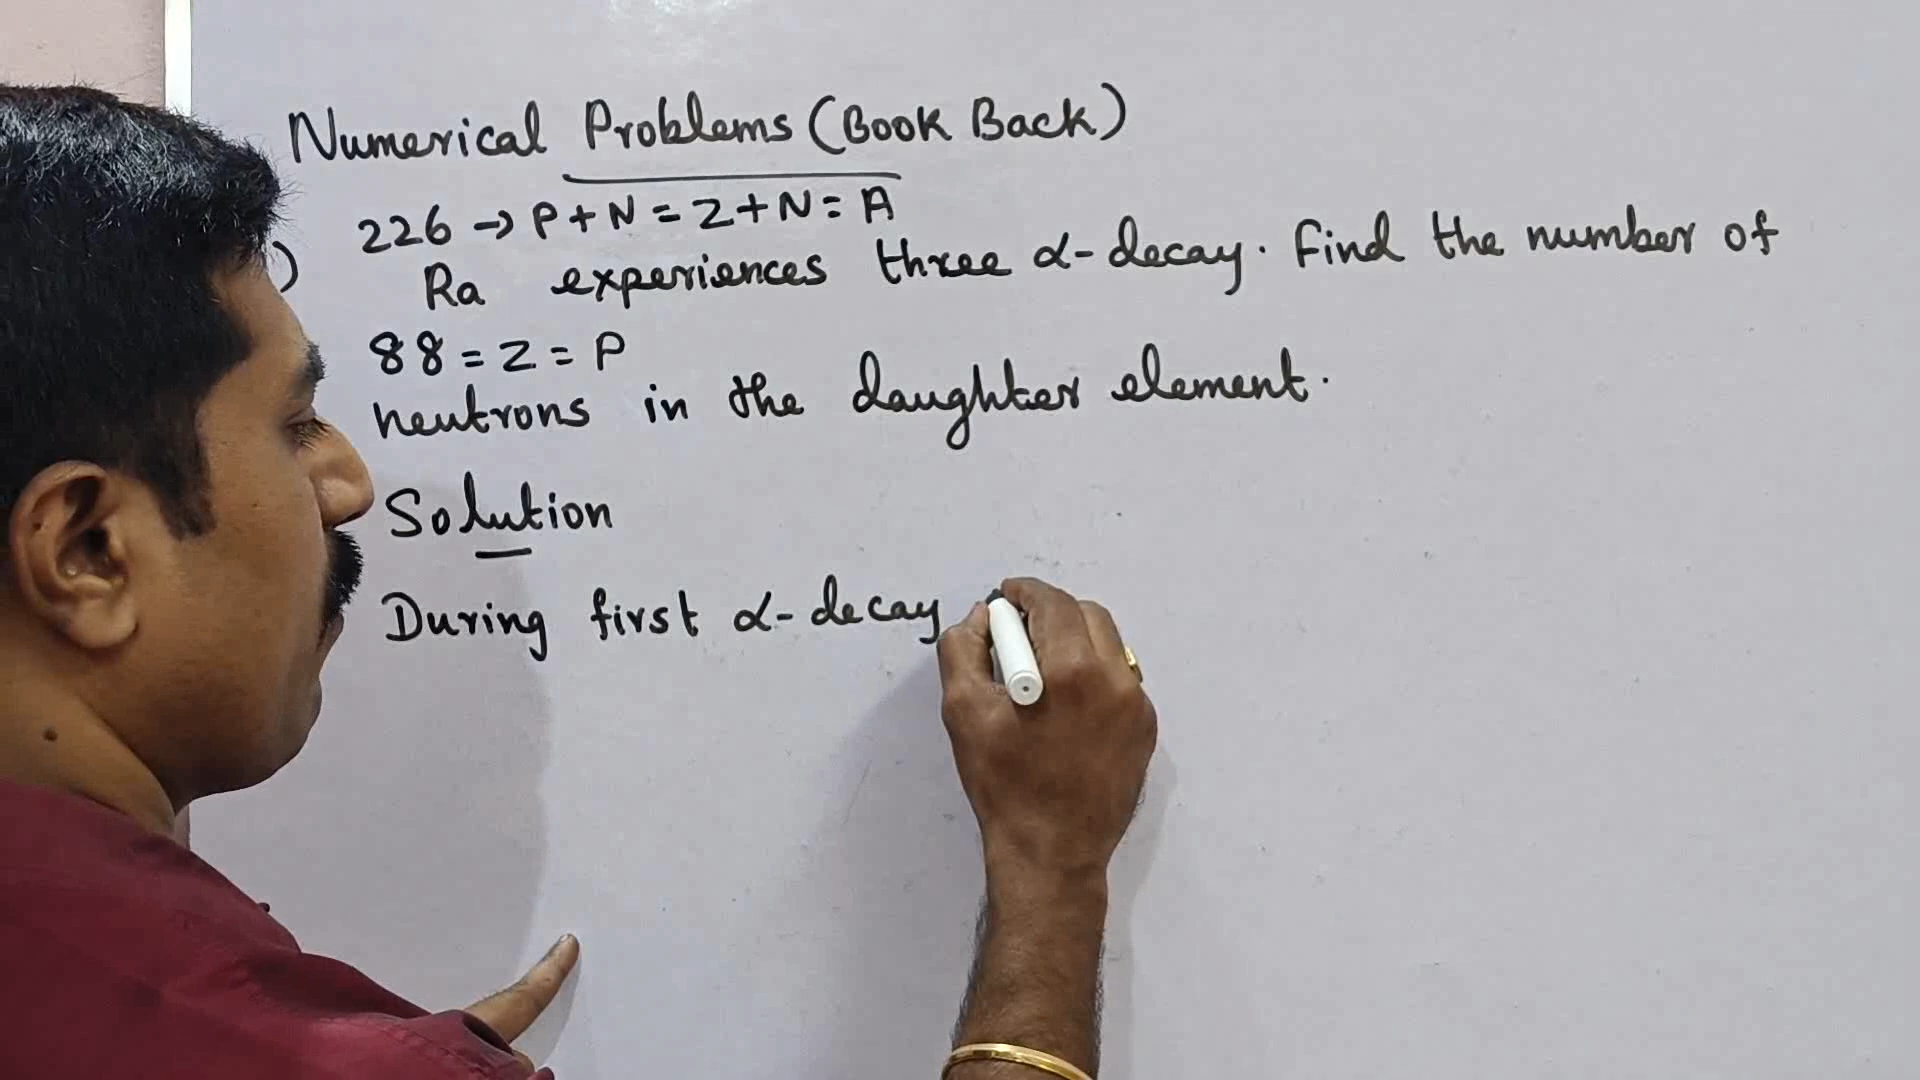 Numerical Problems (Book Back)
226 → P + N = Z + N = A
) Ra experiences three α-decay. Find the number of
88 = Z = P
neutrons in the daughter element.
Solution
During first α-decay